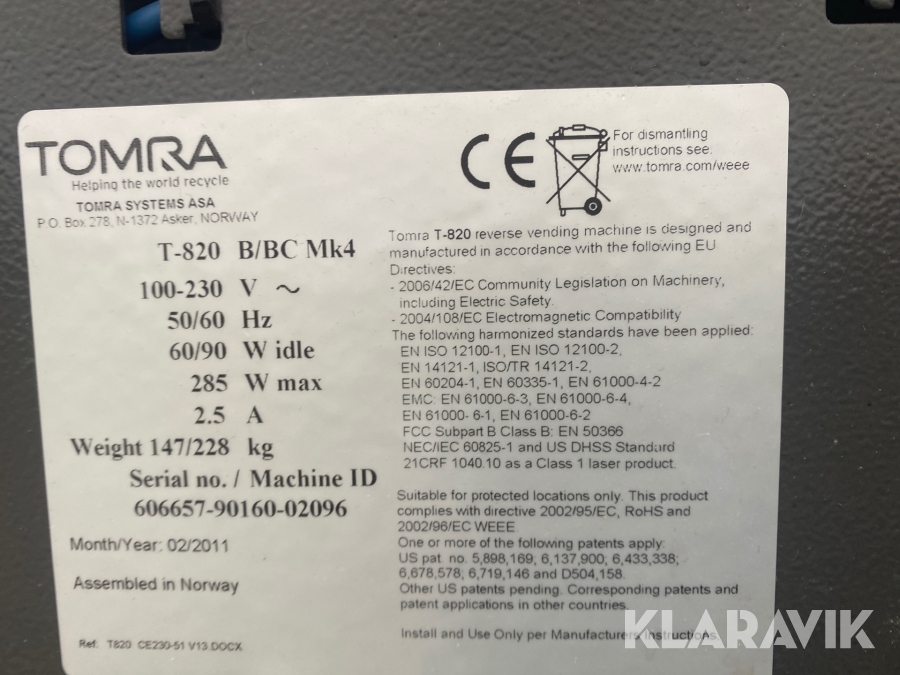 TOMRA
Helping the world recycle
TOMRA SYSTEMS ASA
P.O. Box 278, N-1372 Asker, NORWAY
T-820 B/BC Mk4
100-230 V ~
50/60 Hz
60/90 W idle
285 W max
2.5 A
Weight 147/228 kg
Serial no. / Machine ID
606657-90160-02096
Month/Year: 02/2011
Assembled in Norway
Ref: T820 CE230-51 V13.DOCX
CE
For dismantling
instructions see:
www.tomra.com/weee
Tomra T-820 reverse vending machine is designed and
manufactured in accordance with the following EU
Directives:
- 2006/42/EC Community Legislation on Machinery,
including Electric Safety.
- 2004/108/EC Electromagnetic Compatibility
The following harmonized standards have been applied:
EN ISO 12100-1, EN ISO 12100-2,
EN 14121-1, ISO/TR 14121-2,
EN 60204-1, EN 60335-1, EN 61000-4-2
EMC: EN 61000-6-3, EN 61000-6-4,
EN 61000- 6-1, EN 61000-6-2
FCC Subpart B Class B: EN 50366
NEC/IEC 60825-1 and US DHSS Standard
21CRF 1040.10 as a Class 1 laser product.
Suitable for protected locations only. This product
complies with directive 2002/95/EC, RoHS and
2002/96/EC WEEE
One or more of the following patents apply:
US pat. no. 5,898,169; 6,137,900; 6,433,338;
6,678,578; 6,719,146 and D504,158.
Other US patents pending. Corresponding patents and
patent applications in other countries.
Install and Use Only per Manufacturers Instructions.
KLARAVIK